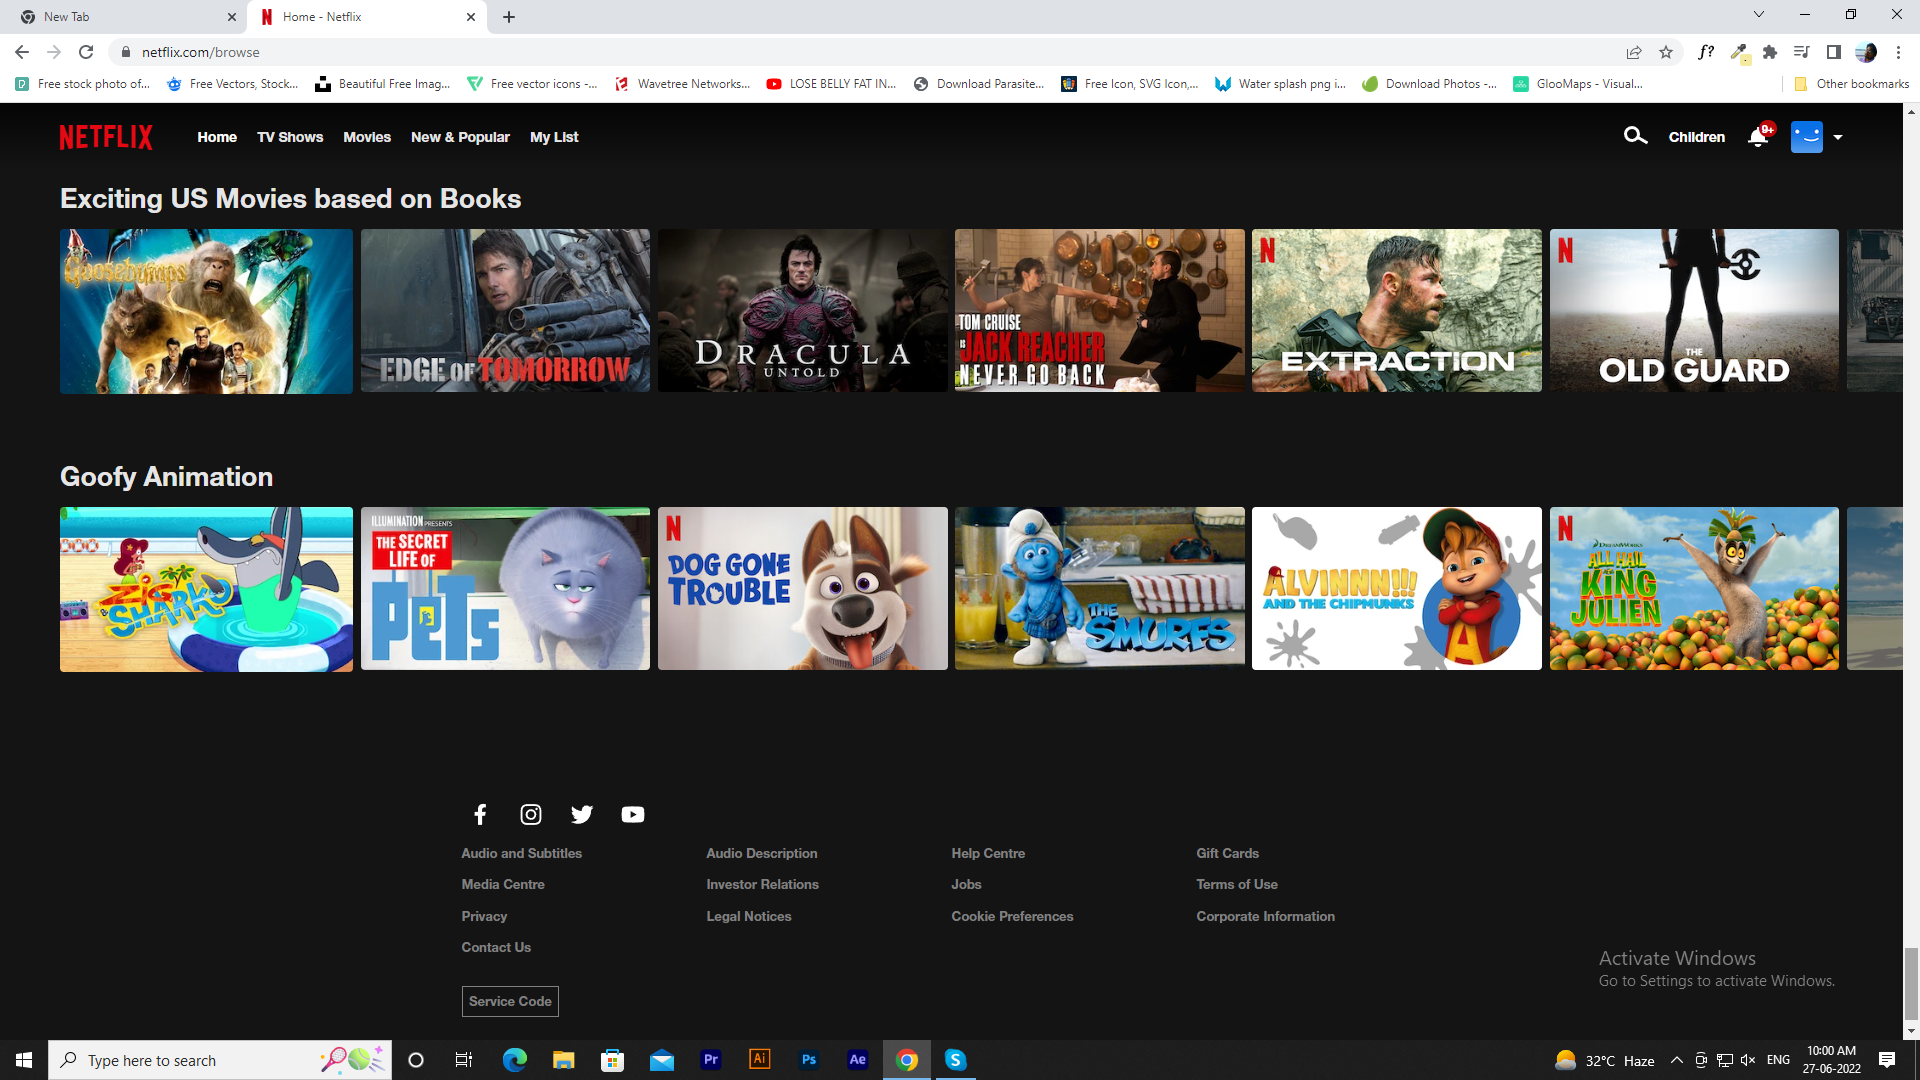 New Tab
Home - Netflix
netflix.com/browse
f?
Free stock photo of...
Free Vectors, Stock...
Beautiful Free Imag...
Free vector icons -...
Wavetree Networks...
LOSE BELLY FAT IN...
Download Parasite...
Free Icon, SVG Icon,...
Water splash png i...
Download Photos -...
GlooMaps - Visual...
Other bookmarks
NETFLIX
Home
TV Shows
Movies
New & Popular
My List
Children
9+
Exciting US Movies based on Books
Goosebumps
EDGE OF TOMORROW
DRACULA
UNTOLD
TOM CRUISE
IS JACK REACHER
NEVER GO BACK
N
EXTRACTION
N
THE
OLD GUARD
Goofy Animation
ZIG &
SHARKO
ILLUMINATION PRESENTS
THE SECRET
LIFE OF
PETS
N
DOG GONE
TROUBLE
THE
SMURFS
ALVINNN!!!
AND THE CHIPMUNKS
A
N
DREAMWORKS
ALL HAIL
KING
JULIEN
Audio and Subtitles
Audio Description
Help Centre
Gift Cards
Media Centre
Investor Relations
Jobs
Terms of Use
Privacy
Legal Notices
Cookie Preferences
Corporate Information
Contact Us
Service Code
Activate Windows
Go to Settings to activate Windows.
Type here to search
Pr
Ai
Ps
Ae
S
32°C Haze
ENG
10:00 AM
27-06-2022